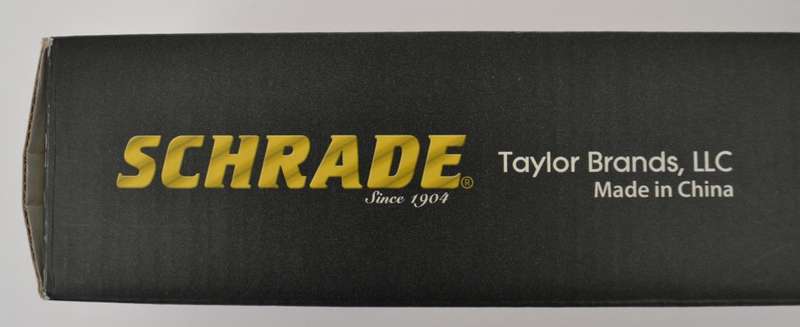 SCHRADE®
Since 1904
Taylor Brands, LLC
Made in China